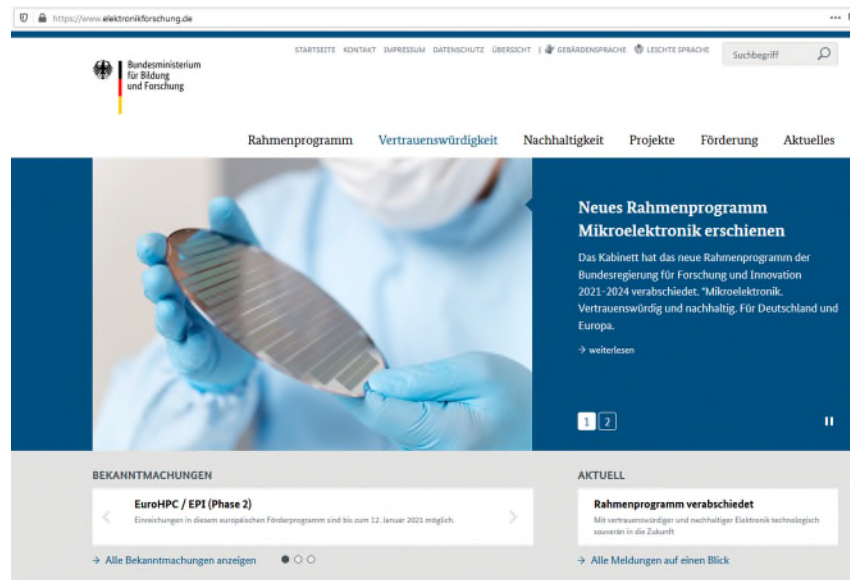 https://www.elektronikforschung.de
STARTSEITE KONTAKT IMPRESSUM DATENSCHUTZ ÜBERSICHT | GEBÄRDENSPRACHE LEICHTE SPRACHE
Suchbegriff
Bundesministerium
für Bildung
und Forschung
Rahmenprogramm Vertrauenswürdigkeit Nachhaltigkeit Projekte Förderung Aktuelles
Neues Rahmenprogramm
Mikroelektronik erschienen
Das Kabinett hat das neue Rahmenprogramm der
Bundesregierung für Forschung und Innovation
2021-2024 verabschiedet. "Mikroelektronik.
Vertrauenswürdig und nachhaltig. Für Deutschland und
Europa.
→ weiterlesen
1 2
BEKANNTMACHUNGEN
EuroHPC / EPI (Phase 2)
Einreichungen in diesem europäischen Förderprogramm sind bis zum 12. Januar 2021 möglich.
→ Alle Bekanntmachungen anzeigen
AKTUELL
Rahmenprogramm verabschiedet
Mit vertrauenswürdiger und nachhaltiger Elektronik technologisch
souverän in die Zukunft
→ Alle Meldungen auf einen Blick